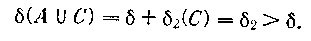 δ(A ∪ C) = δ + δ₂(C) = δ₂ > δ.